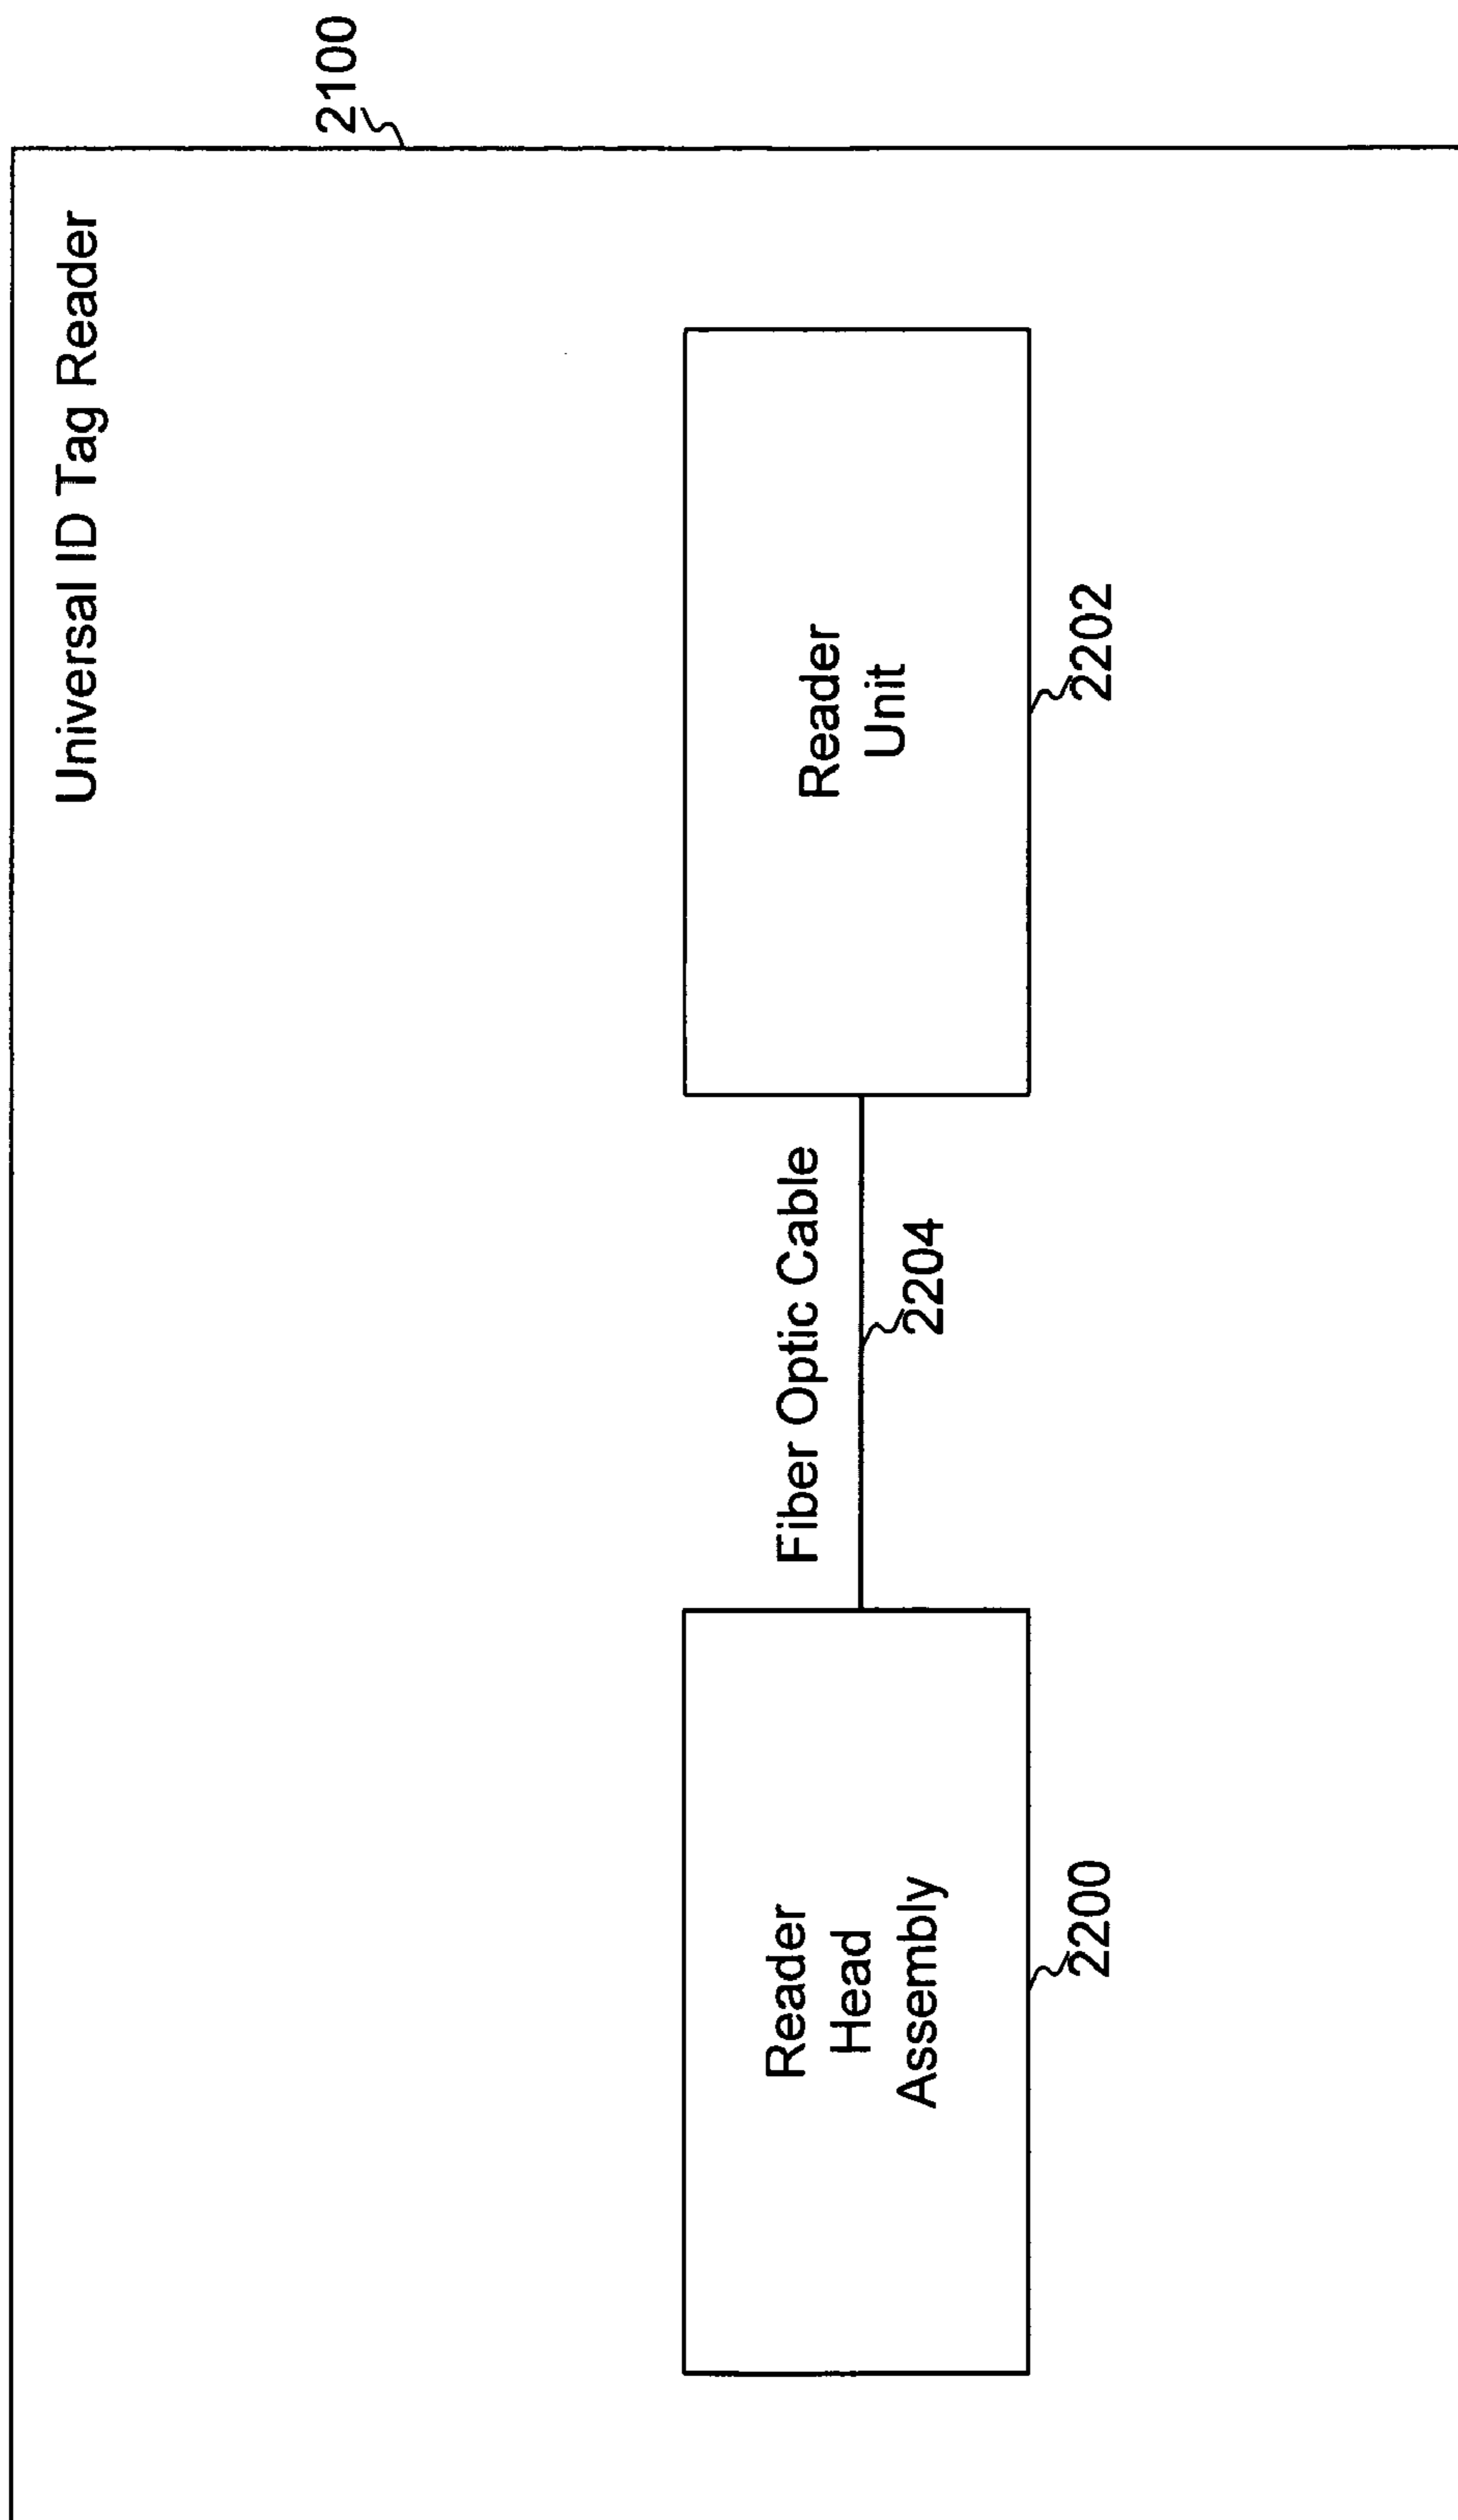 Universal ID Tag Reader
2100
Reader
Head
Assembly
2200
Fiber Optic Cable
2204
Reader
Unit
2202